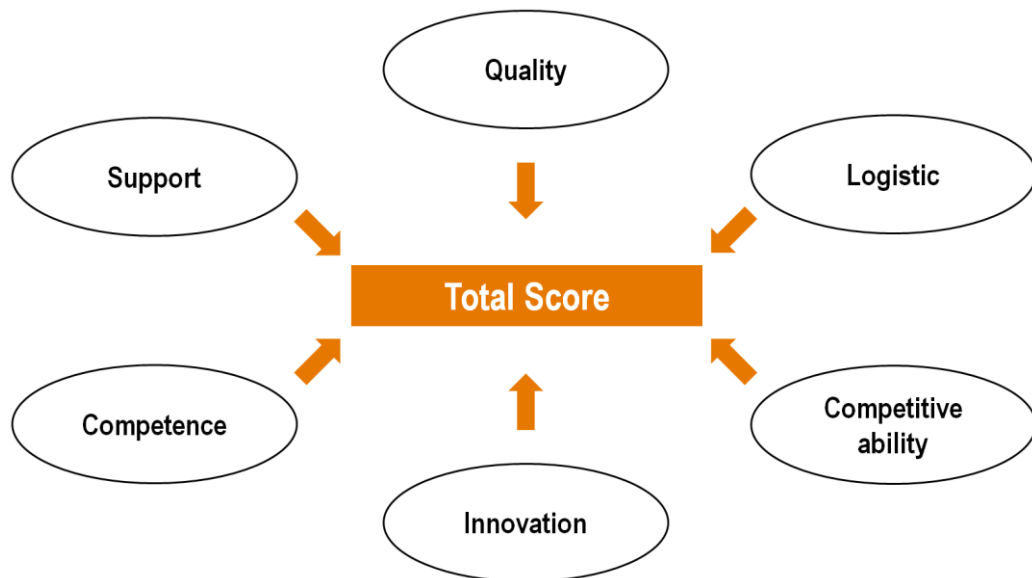 Quality
Support
Logistic
Total Score
Competence
Competitive
ability
Innovation